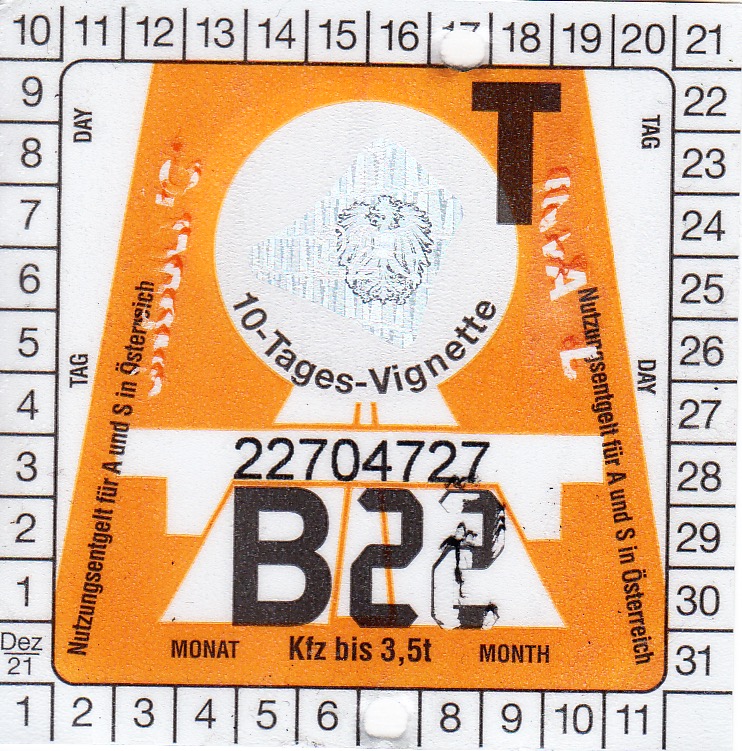 10 11 12 13 14 15 16 17 18 19 20 21
9
8
7
6
5
4
3
2
1
Dez
21
22
23
24
25
26
27
28
29
30
31
DAY
TAG
TAG
DAY
T
10-Tages-Vignette
Nutzungsentgelt für A und S in Österreich
Nutzungsentgelt für A und S in Österreich
22704727
B22
MONAT Kfz bis 3,5t MONTH
1 2 3 4 5 6 8 9 10 11